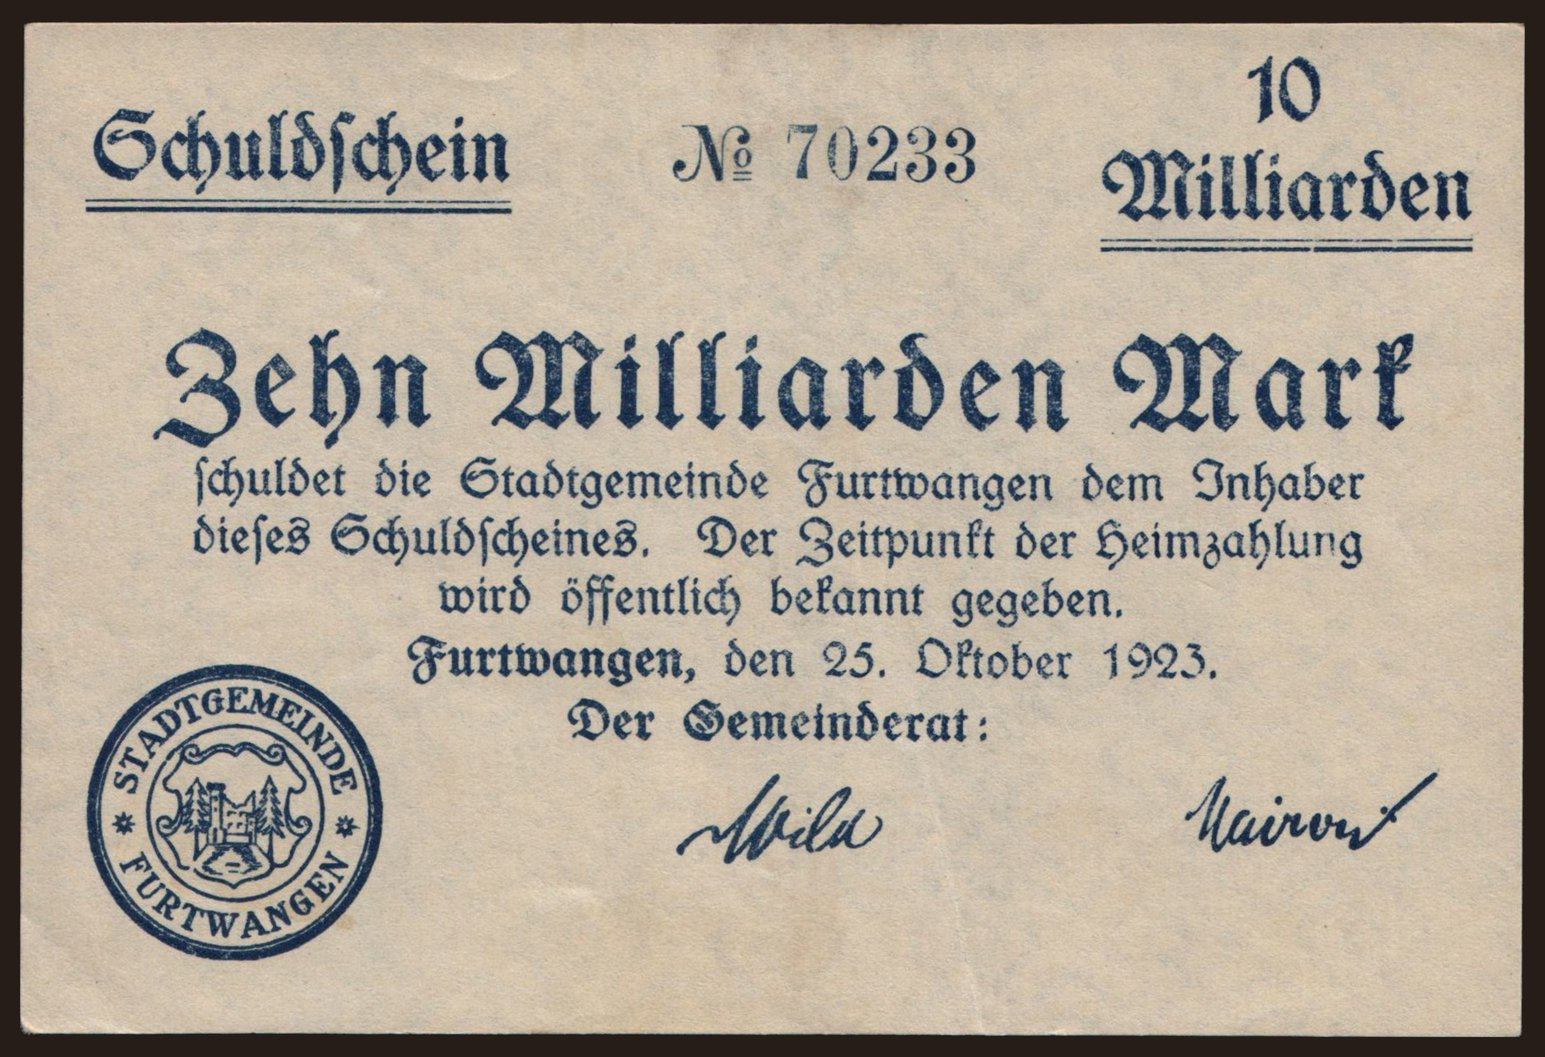 Schuldschein
№ 70233
10
Milliarden
Zehn Milliarden Mark
schuldet die Stadtgemeinde Furtwangen dem Inhaber
dieses Schuldscheines. Der Zeitpunkt der Heimzahlung
wird öffentlich bekannt gegeben.
Furtwangen, den 25. Oktober 1923.
Der Gemeinderat:
STADTGEMEINDE
FURTWANGEN
Wild